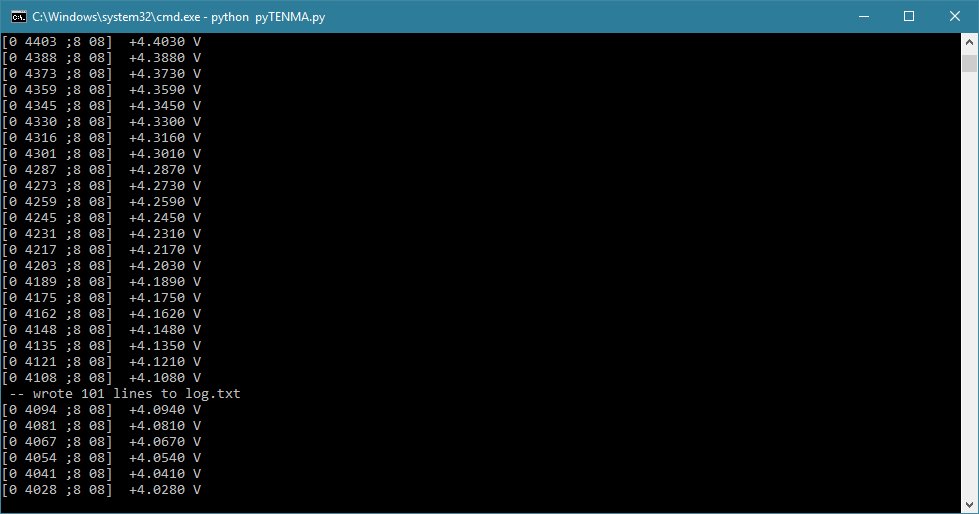 C:\Windows\system32\cmd.exe - python  pyTENMA.py
[0 4403 ;8 08]  +4.4030 V
[0 4388 ;8 08]  +4.3880 V
[0 4373 ;8 08]  +4.3730 V
[0 4359 ;8 08]  +4.3590 V
[0 4345 ;8 08]  +4.3450 V
[0 4330 ;8 08]  +4.3300 V
[0 4316 ;8 08]  +4.3160 V
[0 4301 ;8 08]  +4.3010 V
[0 4287 ;8 08]  +4.2870 V
[0 4273 ;8 08]  +4.2730 V
[0 4259 ;8 08]  +4.2590 V
[0 4245 ;8 08]  +4.2450 V
[0 4231 ;8 08]  +4.2310 V
[0 4217 ;8 08]  +4.2170 V
[0 4203 ;8 08]  +4.2030 V
[0 4189 ;8 08]  +4.1890 V
[0 4175 ;8 08]  +4.1750 V
[0 4162 ;8 08]  +4.1620 V
[0 4148 ;8 08]  +4.1480 V
[0 4135 ;8 08]  +4.1350 V
[0 4121 ;8 08]  +4.1210 V
[0 4108 ;8 08]  +4.1080 V
 -- wrote 101 lines to log.txt
[0 4094 ;8 08]  +4.0940 V
[0 4081 ;8 08]  +4.0810 V
[0 4067 ;8 08]  +4.0670 V
[0 4054 ;8 08]  +4.0540 V
[0 4041 ;8 08]  +4.0410 V
[0 4028 ;8 08]  +4.0280 V